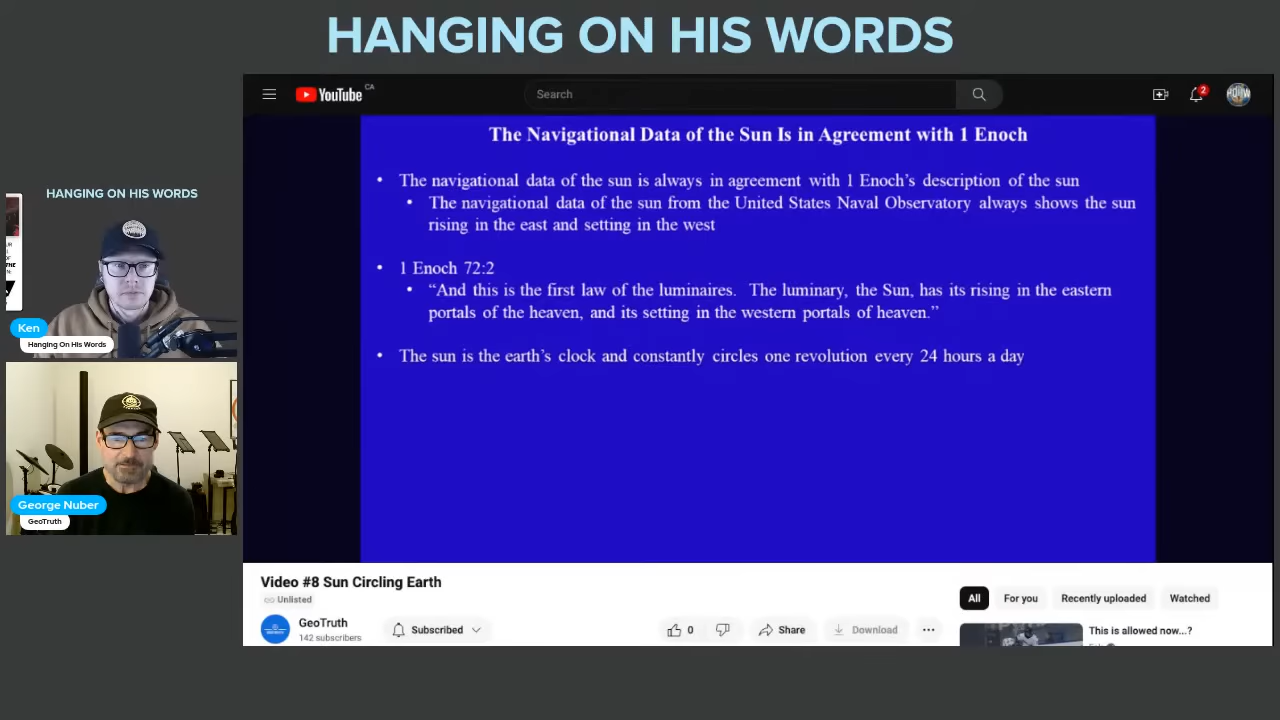 HANGING ON HIS WORDS
YouTube CA
Search
2
The Navigational Data of the Sun Is in Agreement with 1 Enoch
• The navigational data of the sun is always in agreement with 1 Enoch's description of the sun
• The navigational data of the sun from the United States Naval Observatory always shows the sun
rising in the east and setting in the west
• 1 Enoch 72:2
• “And this is the first law of the luminaires. The luminary, the Sun, has its rising in the eastern
portals of the heaven, and its setting in the western portals of heaven.”
• The sun is the earth's clock and constantly circles one revolution every 24 hours a day
HANGING ON HIS WORDS
Ken
Hanging On His Words
George Nuber
GeoTruth
Video #8 Sun Circling Earth
Unlisted
GeoTruth
142 subscribers
Subscribed
0
Share
Download
All
For you
Recently uploaded
Watched
This is allowed now...?